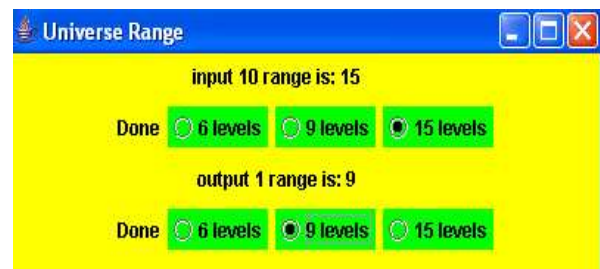 Universe Range
input 10 range is: 15
Done 6 levels 9 levels 15 levels
output 1 range is: 9
Done 6 levels 9 levels 15 levels